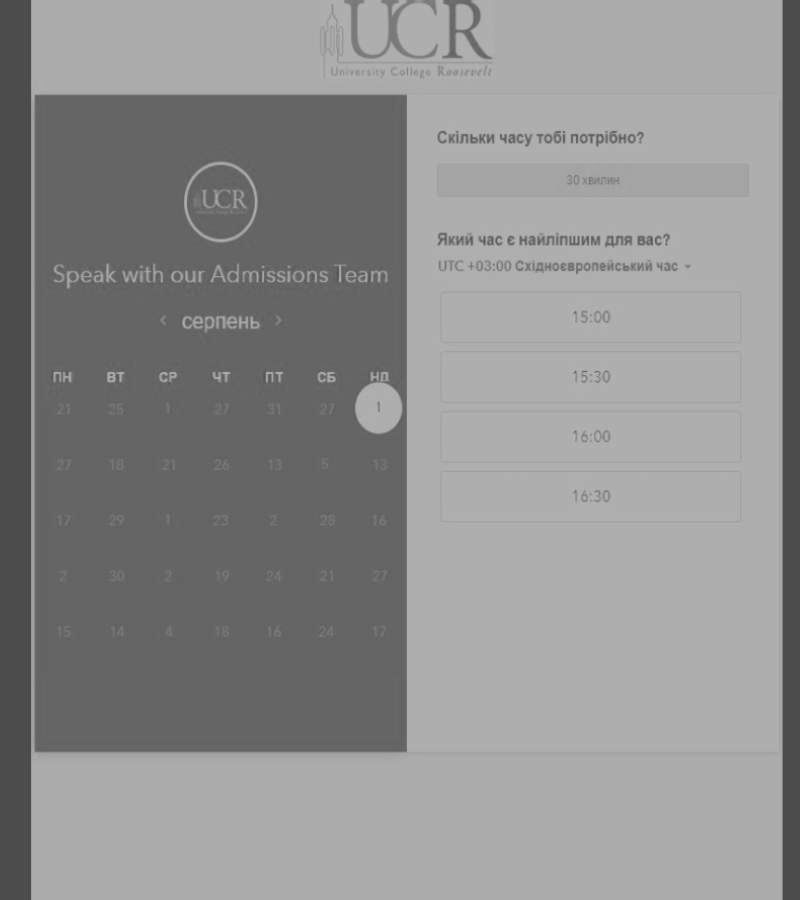 UCR
University College Roosevelt
UCR
Speak with our Admissions Team
< серпень >
ПН ВТ СР ЧТ ПТ СБ НД
21 25 1 27 31 27 1
27 18 21 26 13 5 13
17 29 1 23 2 28 16
2 30 2 19 24 21 27
15 14 4 18 16 24 17
Скільки часу тобі потрібно?
30 хвилин
Який час є найліпшим для вас?
UTC +03:00 Східноєвропейський час
15:00
15:30
16:00
16:30